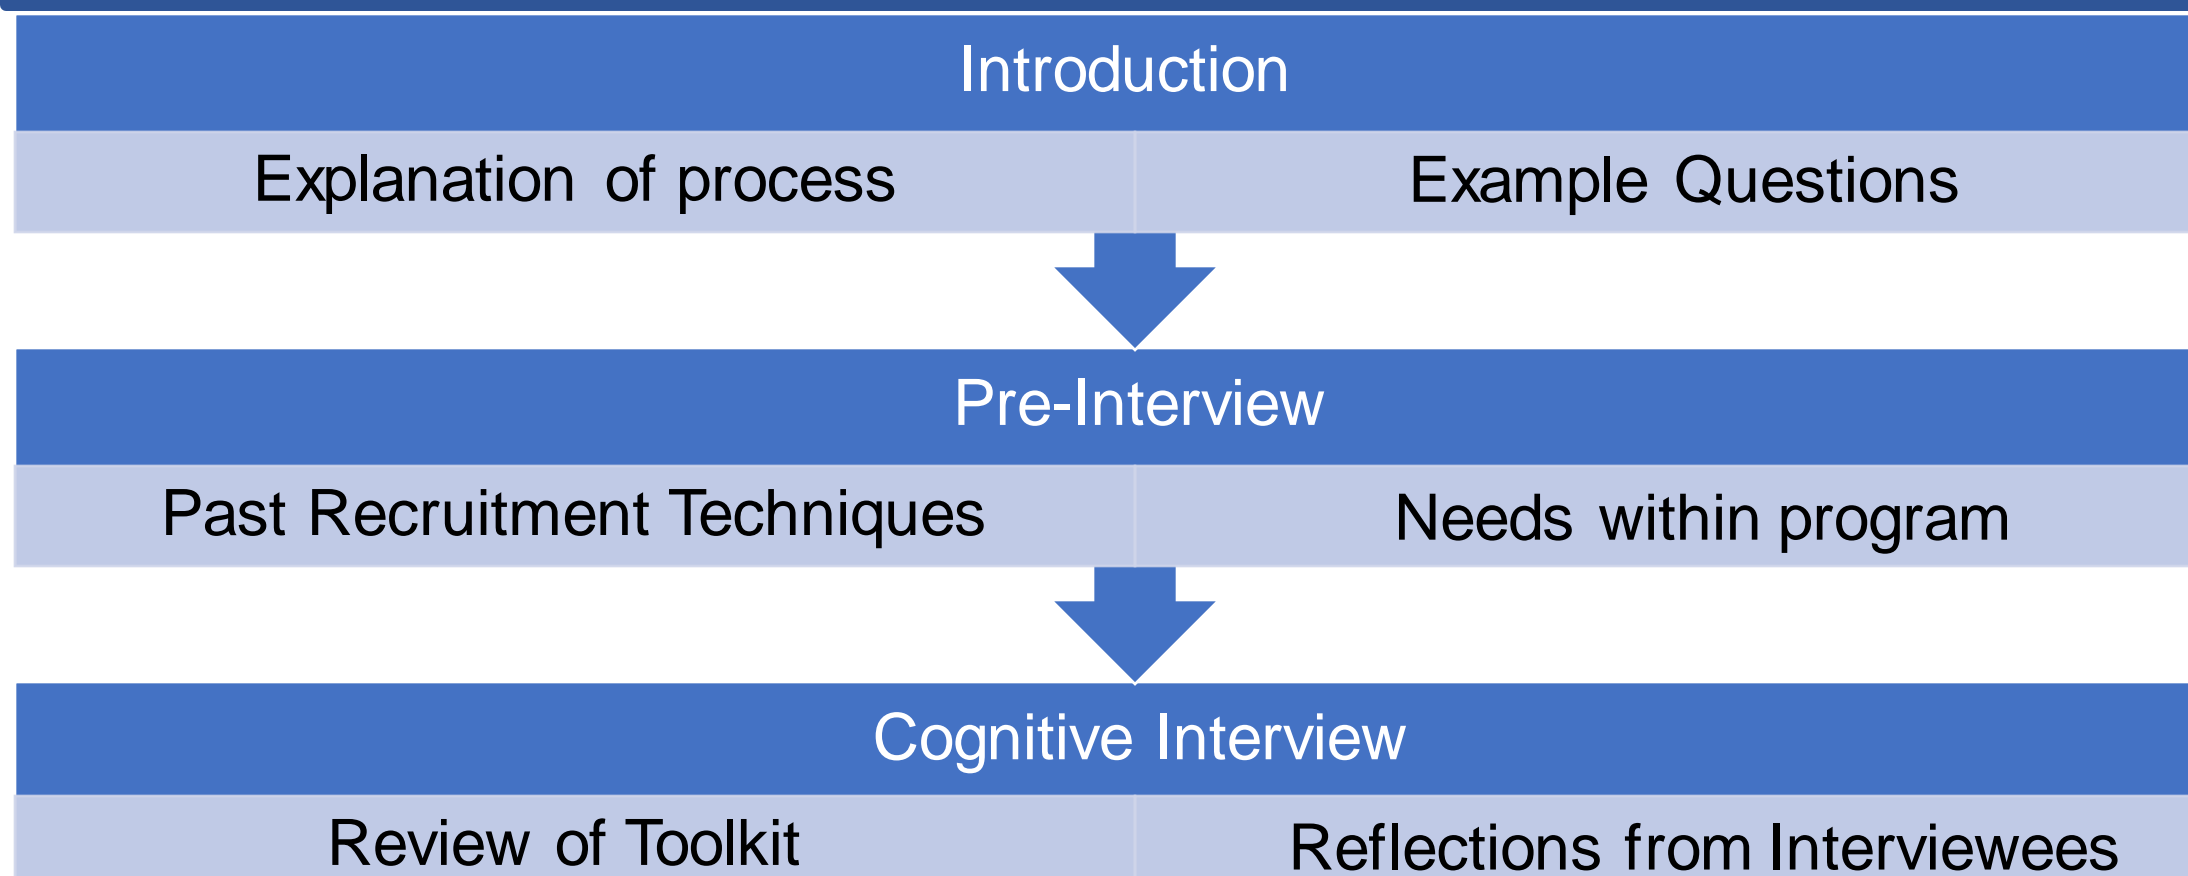 Introduction
Explanation of process
Example Questions
Pre-Interview
Past Recruitment Techniques
Needs within program
Cognitive Interview
Review of Toolkit
Reflections from Interviewees